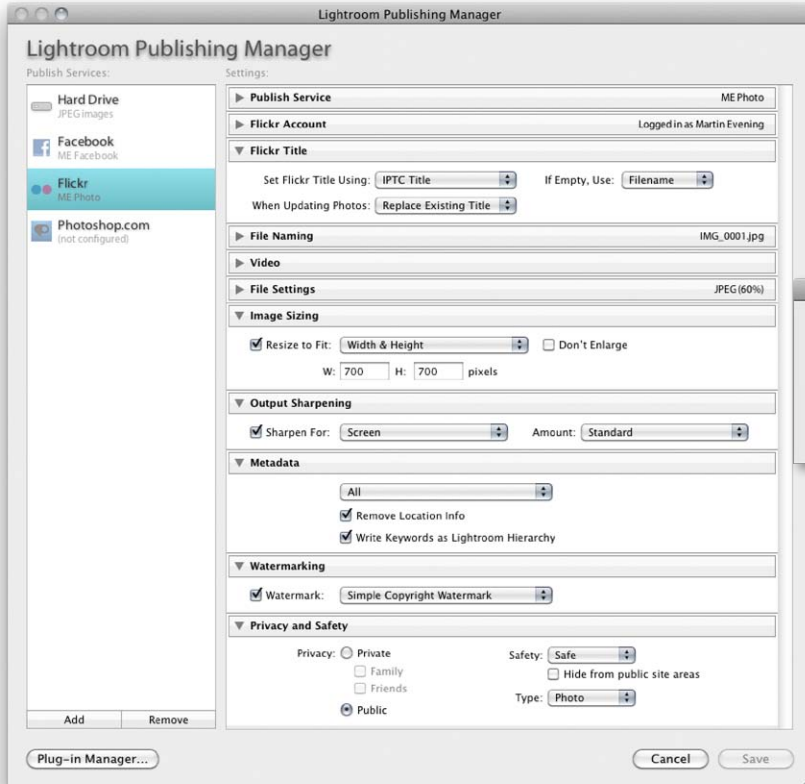 Lightroom Publishing Manager
Lightroom Publishing Manager
Publish Services:
Settings:
Hard Drive
JPEG images
Facebook
ME Facebook
Flickr
ME Photo
Photoshop.com
(not configured)
Add Remove
Publish Service ME Photo
Flickr Account Logged in as Martin Evening
Flickr Title
Set Flickr Title Using: IPTC Title If Empty, Use: Filename
When Updating Photos: Replace Existing Title
File Naming IMG_0001.jpg
Video
File Settings JPEG (60%)
Image Sizing
Resize to Fit: Width & Height Don't Enlarge
W: 700 H: 700 pixels
Output Sharpening
Sharpen For: Screen Amount: Standard
Metadata
All
Remove Location Info
Write Keywords as Lightroom Hierarchy
Watermarking
Watermark: Simple Copyright Watermark
Privacy and Safety
Privacy: Private Safety: Safe
Family Hide from public site areas
Friends Type: Photo
Public
Plug-in Manager... Cancel Save